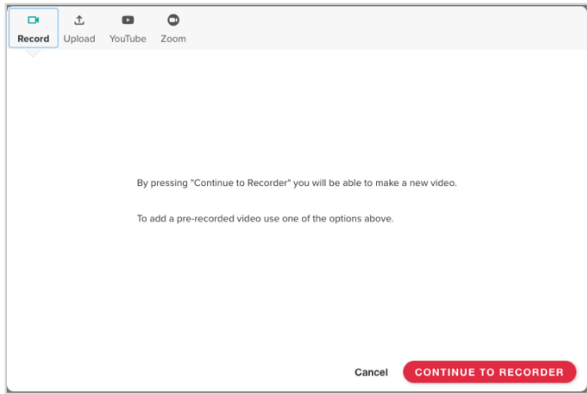 Record Upload YouTube Zoom
By pressing "Continue to Recorder" you will be able to make a new video.
To add a pre-recorded video use one of the options above.
Cancel CONTINUE TO RECORDER